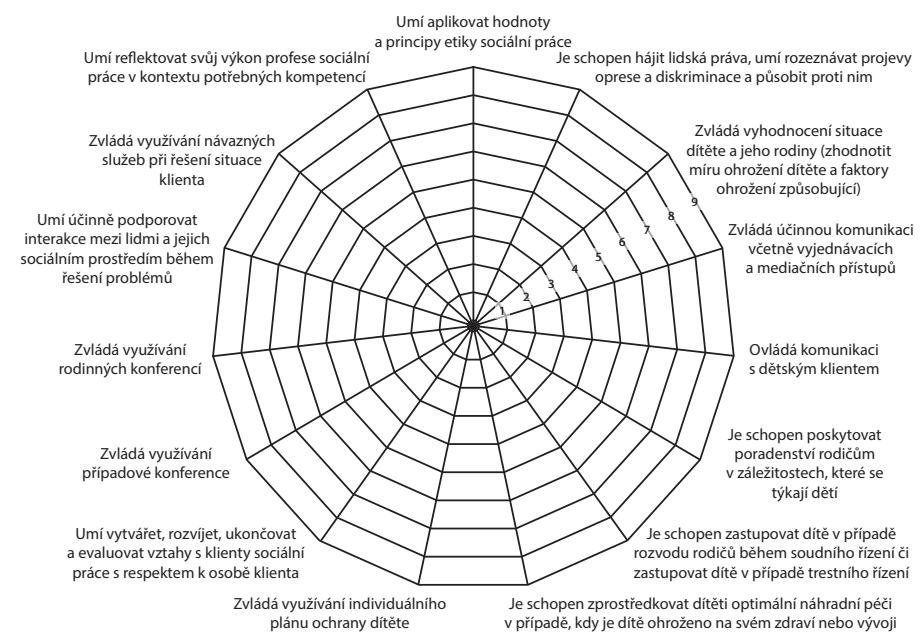 Umí aplikovat hodnoty
a principy etiky sociální práce
Je schopen hájit lidská práva, umí rozeznávat projevy
oprese a diskriminace a působit proti nim
Zvládá vyhodnocení situace
dítěte a jeho rodiny (zhodnotit
míru ohrožení dítěte a faktory
ohrožení způsobující)
Zvládá účinnou komunikaci
včetně vyjednávacích
a mediačních přístupů
Ovládá komunikaci
s dětským klientem
Je schopen poskytovat
poradenství rodičům
v záležitostech, které se
týkají dětí
Je schopen zastupovat dítě v případě
rozvodu rodičů během soudního řízení či
zastupovat dítě v případě trestního řízení
Je schopen zprostředkovat dítěti optimální náhradní péči
v případě, kdy je dítě ohroženo na svém zdraví nebo vývoji
Zvládá využívání individuálního
plánu ochrany dítěte
Umí vytvářet, rozvíjet, ukončovat
a evaluovat vztahy s klienty sociální
práce s respektem k osobě klienta
Zvládá využívání
případové konference
Zvládá využívání
rodinných konferencí
Umí účinně podporovat
interakce mezi lidmi a jejich
sociálním prostředím během
řešení problémů
Zvládá využívání návazných
služeb při řešení situace
klienta
Umí reflektovat svůj výkon profese sociální
práce v kontextu potřebných kompetencí
1
2
3
4
5
6
7
8
9